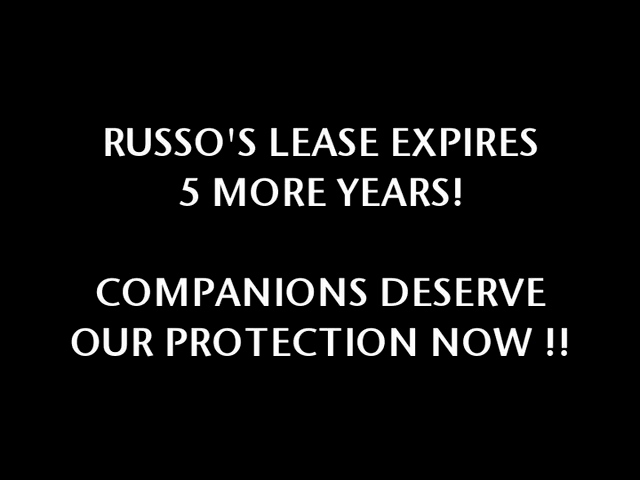 RUSSO'S LEASE EXPIRES
5 MORE YEARS!
COMPANIONS DESERVE
OUR PROTECTION NOW !!